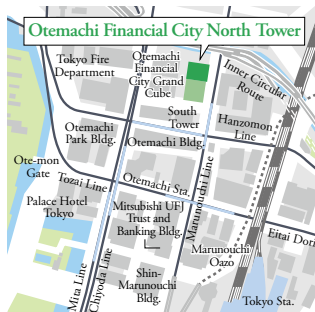 Otemachi Financial City North Tower
Tokyo Fire
Department
Otemachi
Financial
City Grand
Cube
Inner Circular
Route
South
Tower
Hanzomon
Line
Otemachi
Park Bldg.
Otemachi Bldg.
Ote-mon
Gate
Tozai Line
Otemachi Sta.
Marunouchi Line
Palace Hotel
Tokyo
Mitsubishi UFJ
Trust and
Banking Bldg.
Eitai Dori
Marunouchi
Oazo
Mita Line
Chiyoda Line
Shin-
Marunouchi
Bldg.
Tokyo Sta.